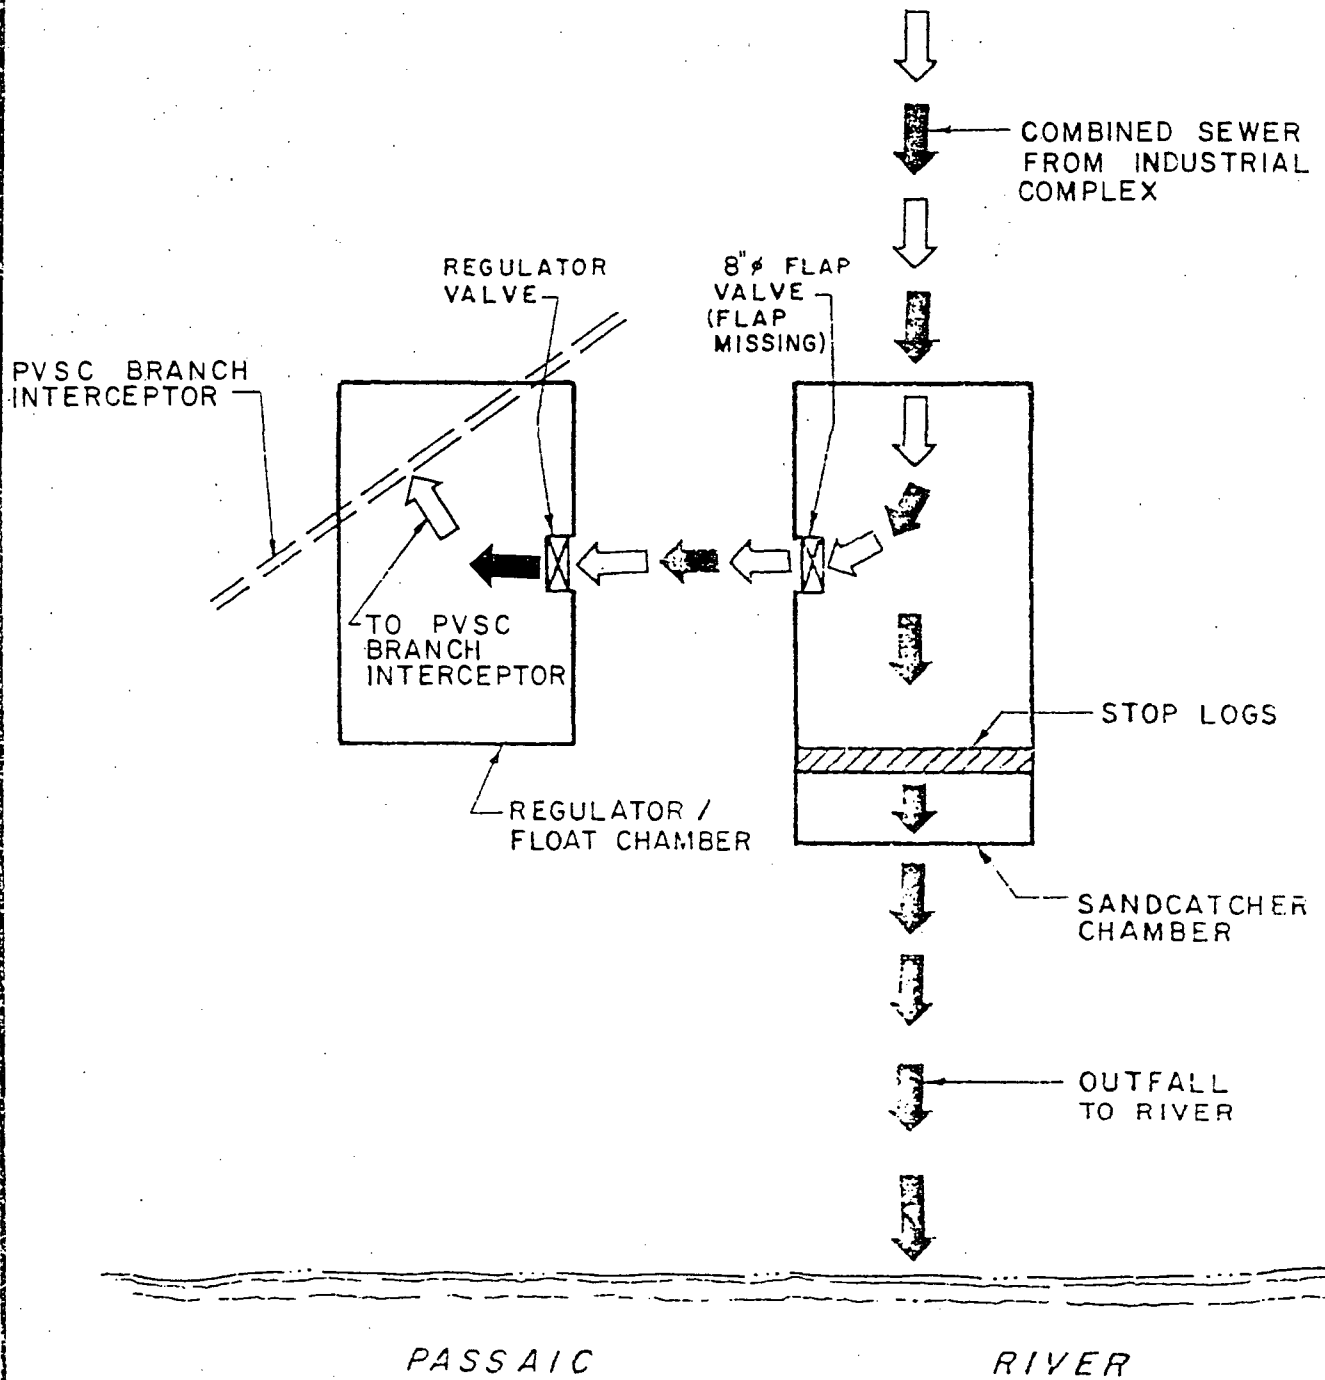 COMBINED SEWER
FROM INDUSTRIAL
COMPLEX
REGULATOR
VALVE
8"ø FLAP
VALVE
(FLAP
MISSING)
PVSC BRANCH
INTERCEPTOR
TO PVSC
BRANCH
INTERCEPTOR
STOP LOGS
REGULATOR /
FLOAT CHAMBER
SANDCATCHER
CHAMBER
OUTFALL
TO RIVER
PASSAIC RIVER